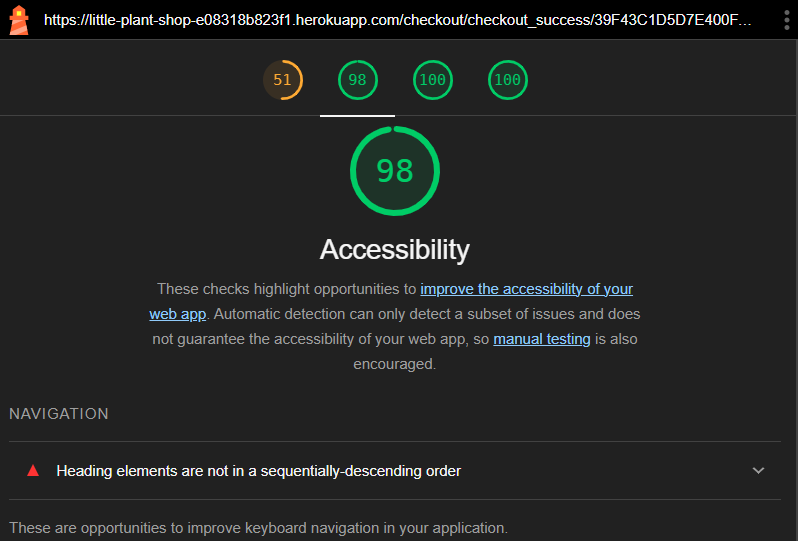 https://little-plant-shop-e08318b823f1.herokuapp.com/checkout/checkout_success/39F43C1D5D7E400F...
51 98 100 100
98
Accessibility
These checks highlight opportunities to improve the accessibility of your
web app. Automatic detection can only detect a subset of issues and does
not guarantee the accessibility of your web app, so manual testing is also
encouraged.
NAVIGATION
Heading elements are not in a sequentially-descending order
These are opportunities to improve keyboard navigation in your application.